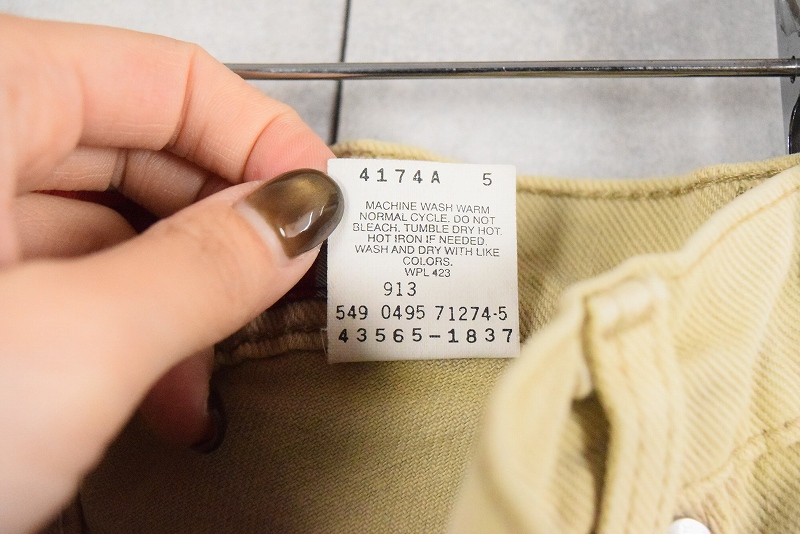 4174A 5
MACHINE WASH WARM
NORMAL CYCLE. DO NOT
BLEACH. TUMBLE DRY HOT.
HOT IRON IF NEEDED.
WASH AND DRY WITH LIKE
COLORS.
WPL 423
913
549 0495 71274-5
43565-1837